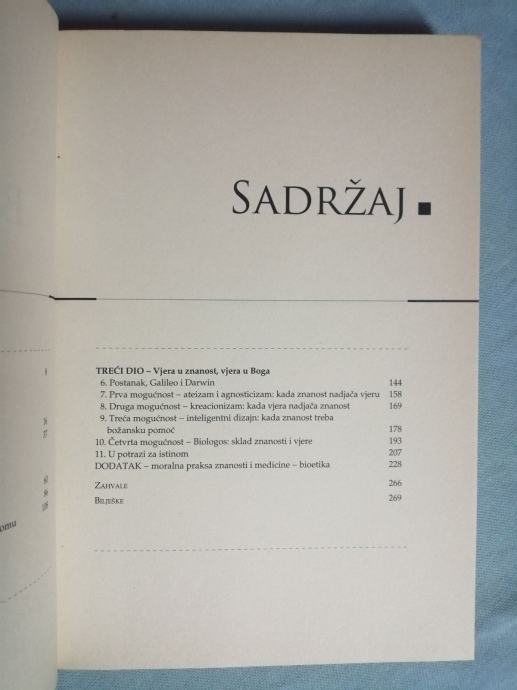 SADRŽAJ
TREĆI DIO – Vjera u znanost, vjera u Boga
6. Postanak, Galileo i Darwin 144
7. Prva mogućnost – ateizam i agnosticizam: kada znanost nadjača vjeru 158
8. Druga mogućnost – kreacionizam: kada vjera nadjača znanost 169
9. Treća mogućnost – inteligentni dizajn: kada znanost treba
božansku pomoć 178
10. Četvrta mogućnost – Biologos: sklad znanosti i vjere 193
11. U potrazi za istinom 207
DODATAK – moralna praksa znanosti i medicine – bioetika 228
ZAHVALE 266
BILJEŠKE 269